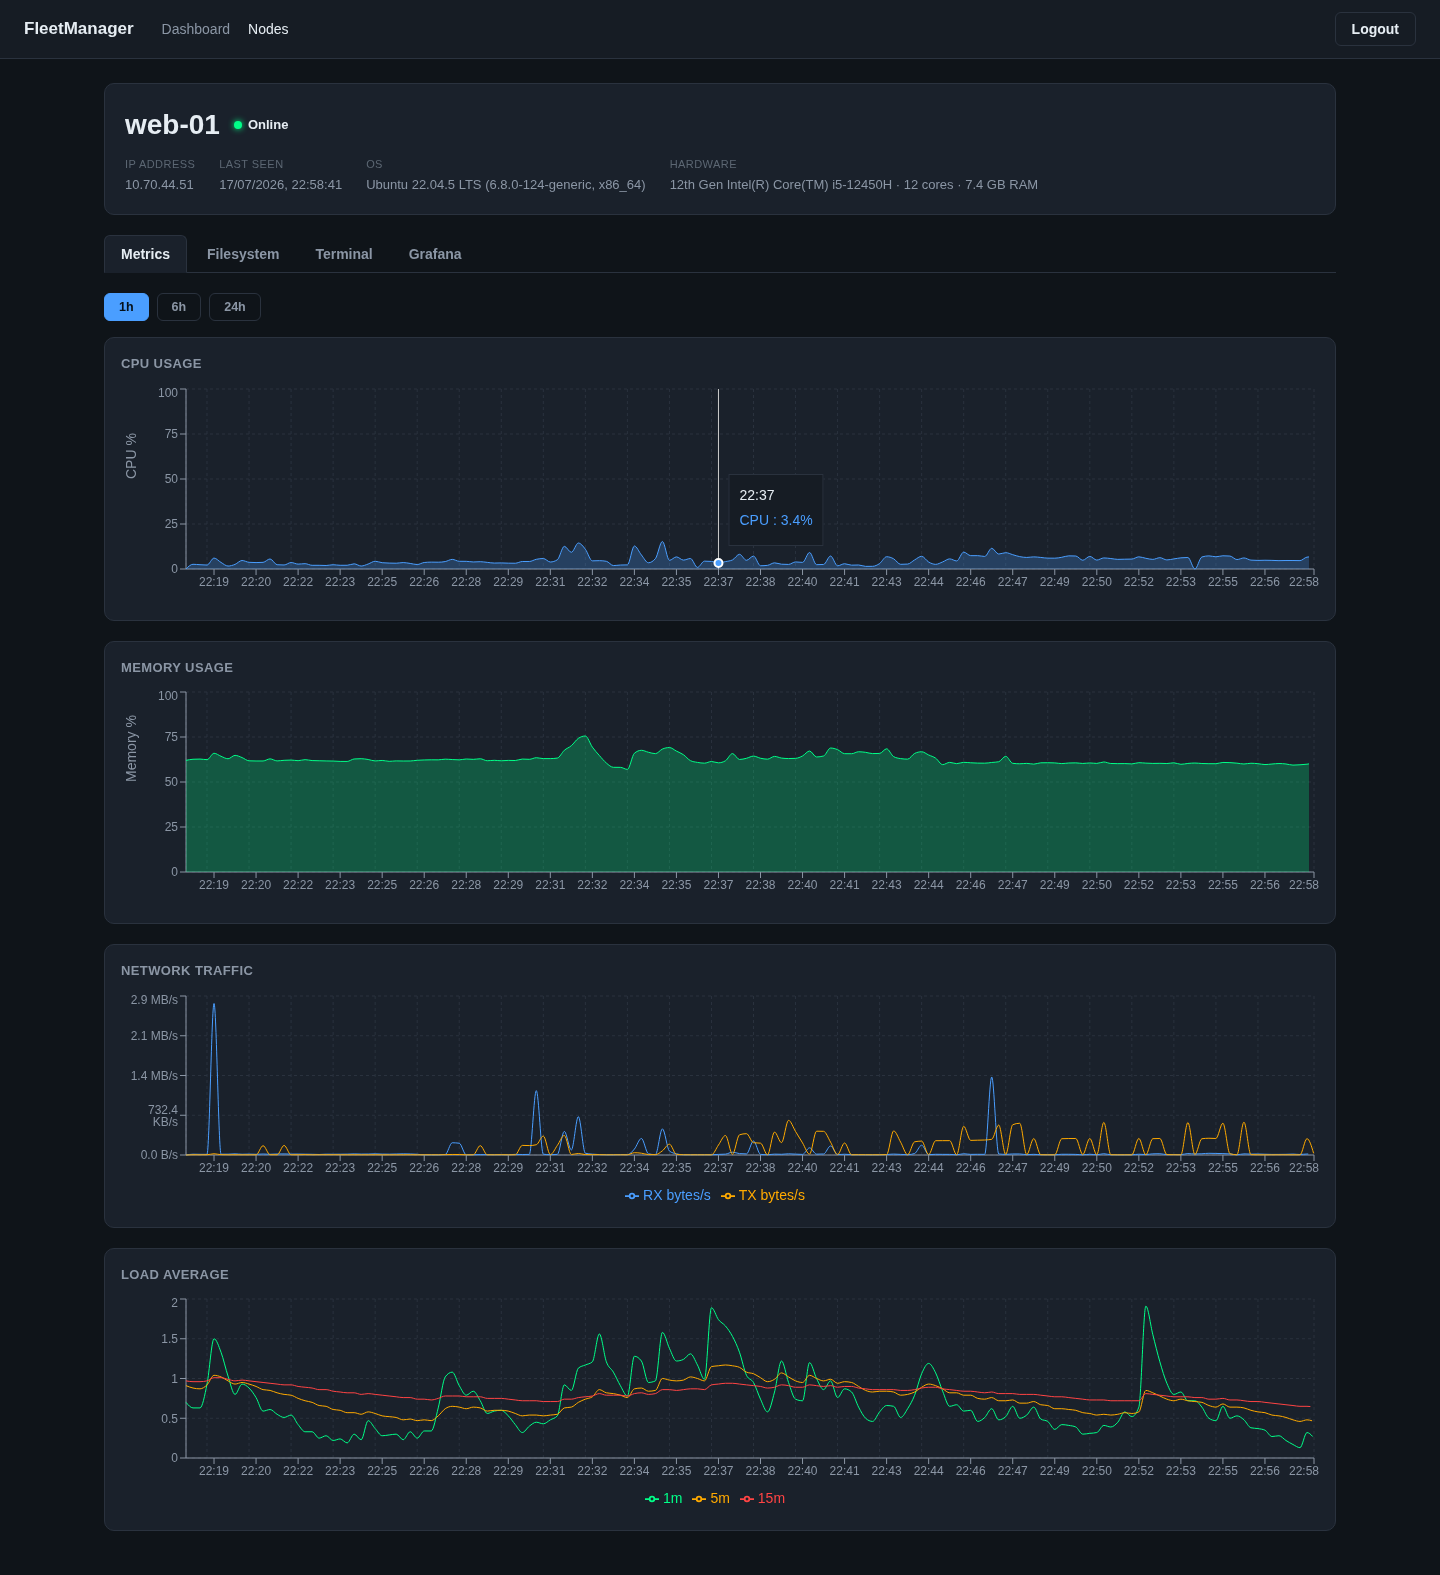 FleetManager Dashboard Nodes Logout
web-01 Online
IP ADDRESS LAST SEEN OS HARDWARE
10.70.44.51 17/07/2026, 22:58:41 Ubuntu 22.04.5 LTS (6.8.0-124-generic, x86_64) 12th Gen Intel(R) Core(TM) i5-12450H · 12 cores · 7.4 GB RAM
Metrics Filesystem Terminal Grafana
1h 6h 24h
CPU USAGE
CPU %
100
75
50
25
0
22:37
CPU : 3.4%
22:19 22:20 22:22 22:23 22:25 22:26 22:28 22:29 22:31 22:32 22:34 22:35 22:37 22:38 22:40 22:41 22:43 22:44 22:46 22:47 22:49 22:50 22:52 22:53 22:55 22:56 22:58
MEMORY USAGE
Memory %
100
75
50
25
0
22:19 22:20 22:22 22:23 22:25 22:26 22:28 22:29 22:31 22:32 22:34 22:35 22:37 22:38 22:40 22:41 22:43 22:44 22:46 22:47 22:49 22:50 22:52 22:53 22:55 22:56 22:58
NETWORK TRAFFIC
2.9 MB/s
2.1 MB/s
1.4 MB/s
732.4
KB/s
0.0 B/s
22:19 22:20 22:22 22:23 22:25 22:26 22:28 22:29 22:31 22:32 22:34 22:35 22:37 22:38 22:40 22:41 22:43 22:44 22:46 22:47 22:49 22:50 22:52 22:53 22:55 22:56 22:58
RX bytes/s TX bytes/s
LOAD AVERAGE
2
1.5
1
0.5
0
22:19 22:20 22:22 22:23 22:25 22:26 22:28 22:29 22:31 22:32 22:34 22:35 22:37 22:38 22:40 22:41 22:43 22:44 22:46 22:47 22:49 22:50 22:52 22:53 22:55 22:56 22:58
1m 5m 15m